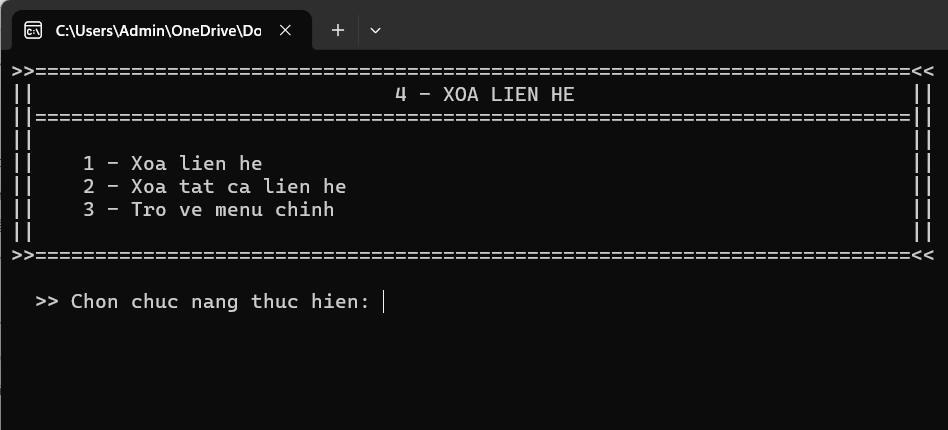 C:\Users\Admin\OneDrive\Do
>>=========================================================================<<
||                              4 - XOA LIEN HE                            ||
||=========================================================================||
||                                                                         ||
||    1 - Xoa lien he                                                      ||
||    2 - Xoa tat ca lien he                                               ||
||    3 - Tro ve menu chinh                                                ||
||                                                                         ||
>>=========================================================================<<
>> Chon chuc nang thuc hien: